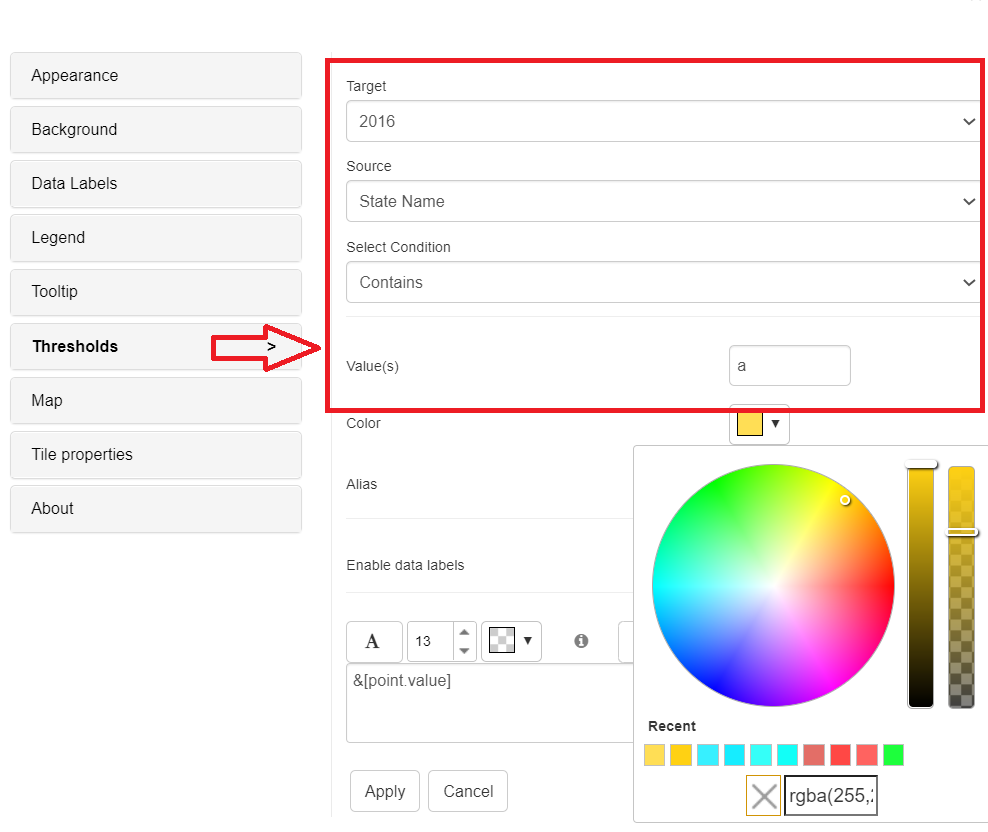 Appearance
Background
Data Labels
Legend
Tooltip
Thresholds >
Map
Tile properties
About
Target
2016
Source
State Name
Select Condition
Contains
Value(s) a
Color
Alias
Enable data labels
A 13
&[point.value]
Apply Cancel
Recent
rgba(255,